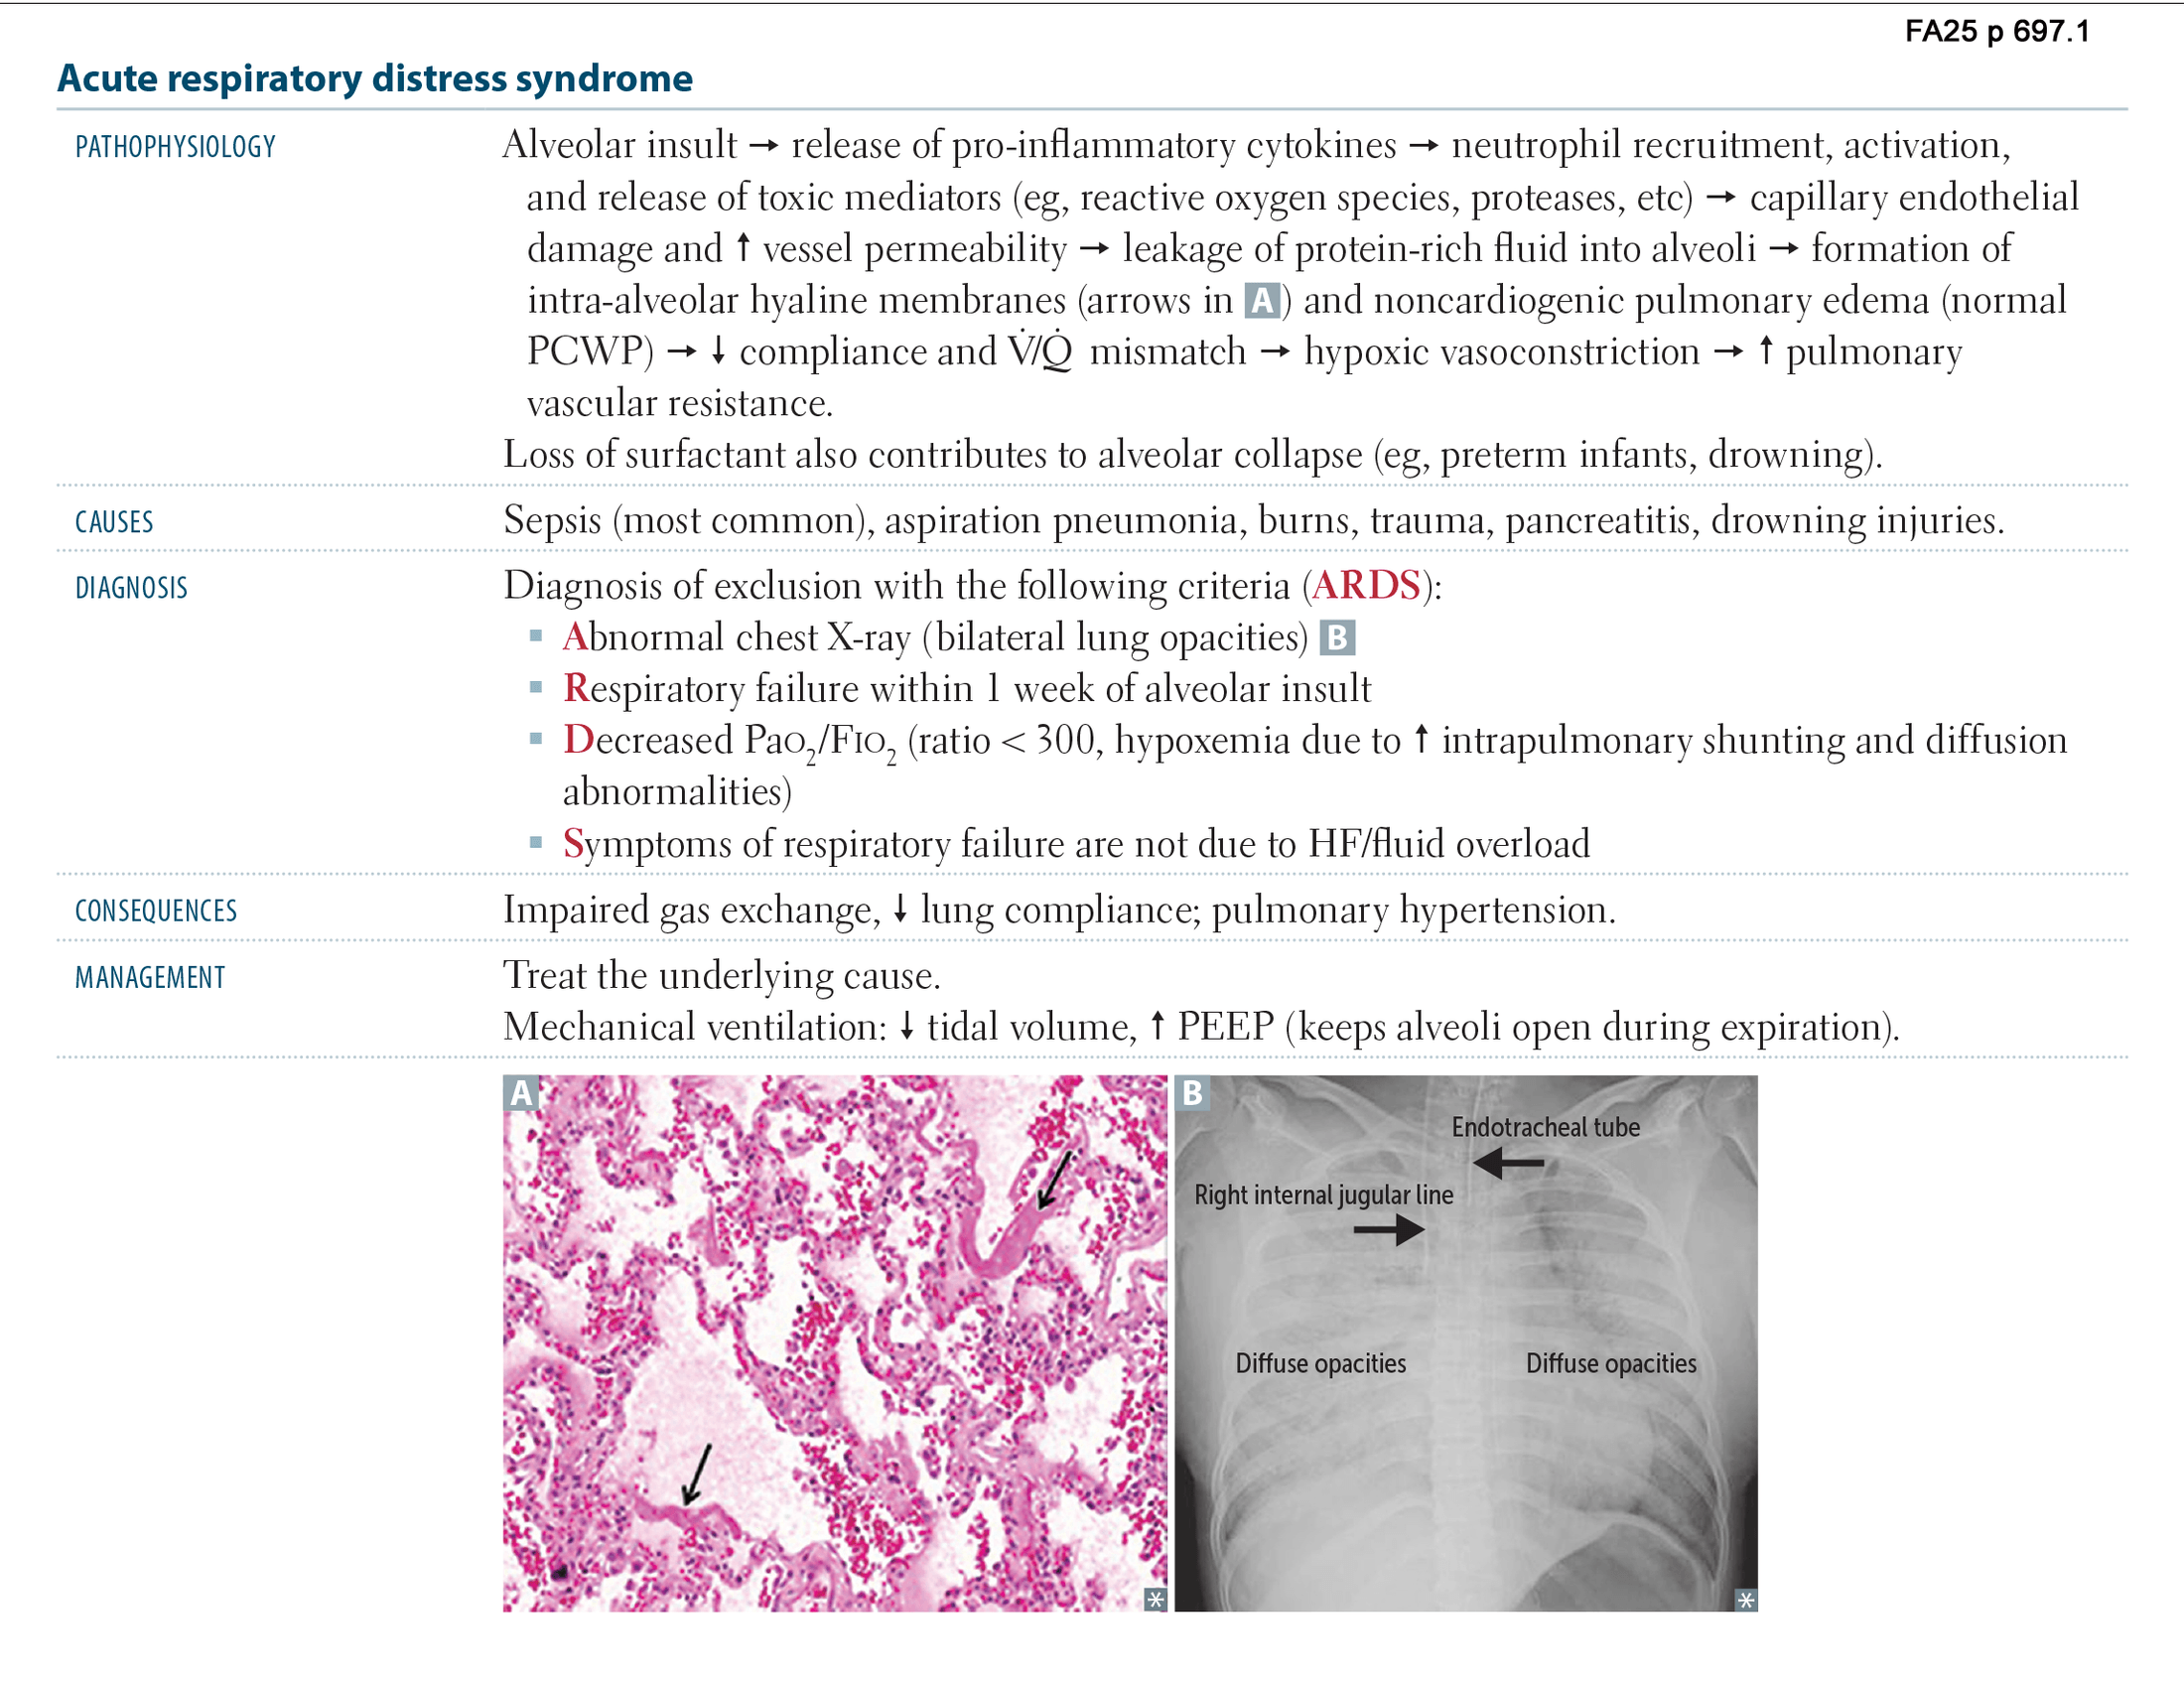 FA25 p 697.1
Acute respiratory distress syndrome
PATHOPHYSIOLOGY
Alveolar insult → release of pro-inflammatory cytokines → neutrophil recruitment, activation,
and release of toxic mediators (eg, reactive oxygen species, proteases, etc) → capillary endothelial
damage and ↑ vessel permeability → leakage of protein-rich fluid into alveoli → formation of
intra-alveolar hyaline membranes (arrows in A) and noncardiogenic pulmonary edema (normal
PCWP) → ↓ compliance and V̇/Q̇ mismatch → hypoxic vasoconstriction → ↑ pulmonary
vascular resistance.
Loss of surfactant also contributes to alveolar collapse (eg, preterm infants, drowning).
CAUSES
Sepsis (most common), aspiration pneumonia, burns, trauma, pancreatitis, drowning injuries.
DIAGNOSIS
Diagnosis of exclusion with the following criteria (ARDS):
▪ Abnormal chest X-ray (bilateral lung opacities) B
▪ Respiratory failure within 1 week of alveolar insult
▪ Decreased PaO₂/FIO₂ (ratio < 300, hypoxemia due to ↑ intrapulmonary shunting and diffusion
abnormalities)
▪ Symptoms of respiratory failure are not due to HF/fluid overload
CONSEQUENCES
Impaired gas exchange, ↓ lung compliance; pulmonary hypertension.
MANAGEMENT
Treat the underlying cause.
Mechanical ventilation: ↓ tidal volume, ↑ PEEP (keeps alveoli open during expiration).
A
B
Endotracheal tube
Right internal jugular line
Diffuse opacities
Diffuse opacities
*
*